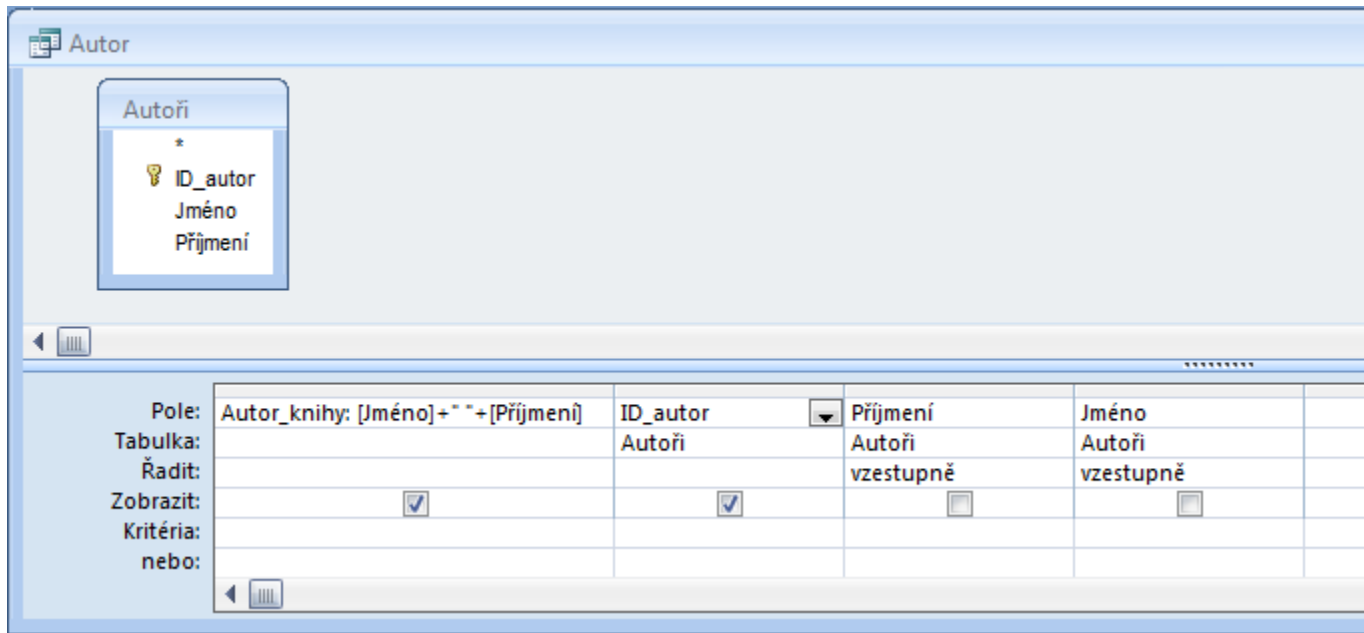 Autor
Autoři
*
ID_autor
Jméno
Příjmení
Pole: Autor_knihy: [Jméno]+" "+[Příjmení] ID_autor Příjmení Jméno
Tabulka: Autoři Autoři Autoři
Řadit: vzestupně vzestupně
Zobrazit:
Kritéria:
nebo: